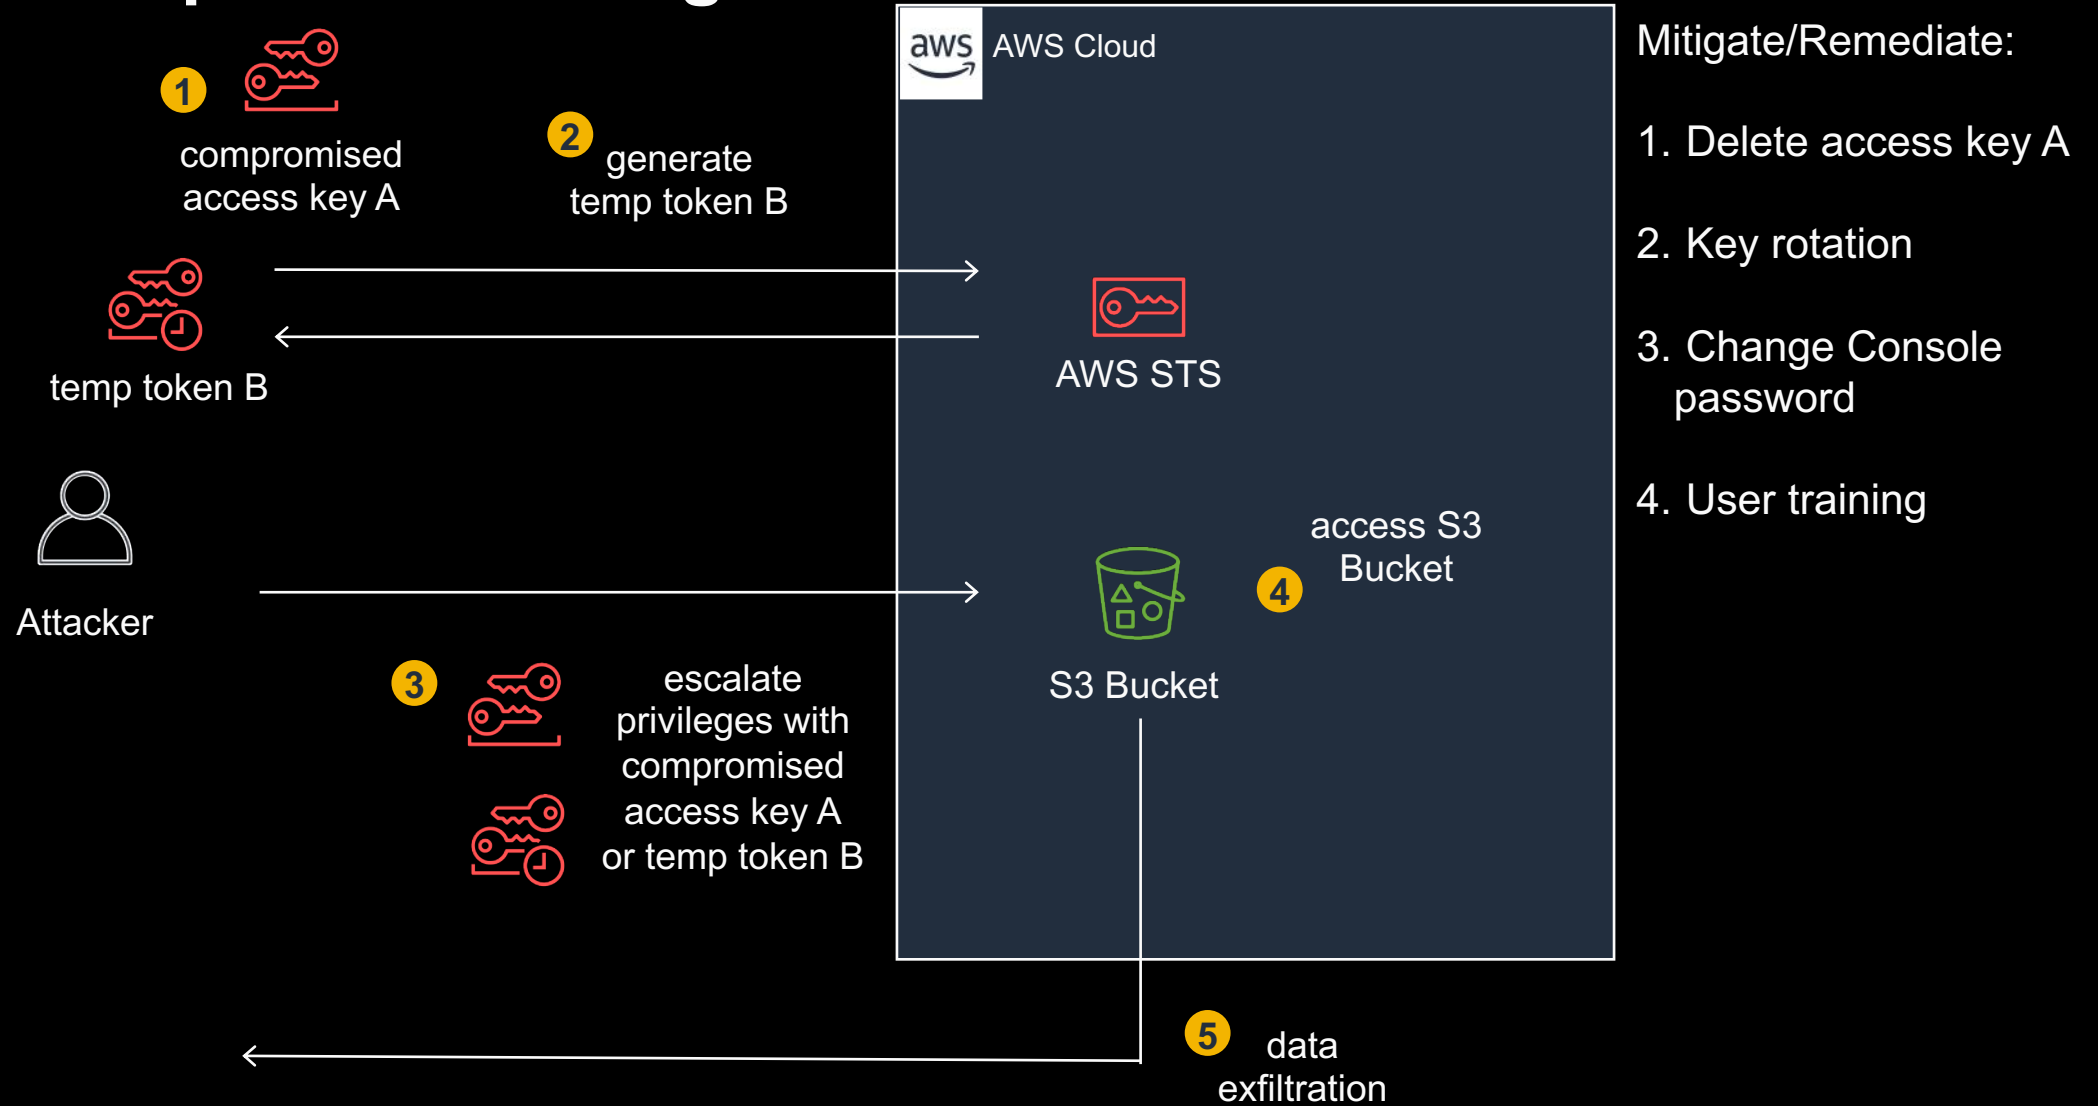 1
compromised
access key A
2
generate
temp token B
temp token B
Attacker
3
escalate
privileges with
compromised
access key A
or temp token B
aws
AWS Cloud
AWS STS
access S3
Bucket
4
S3 Bucket
5
data
exfiltration
Mitigate/Remediate:
1. Delete access key A
2. Key rotation
3. Change Console
password
4. User training